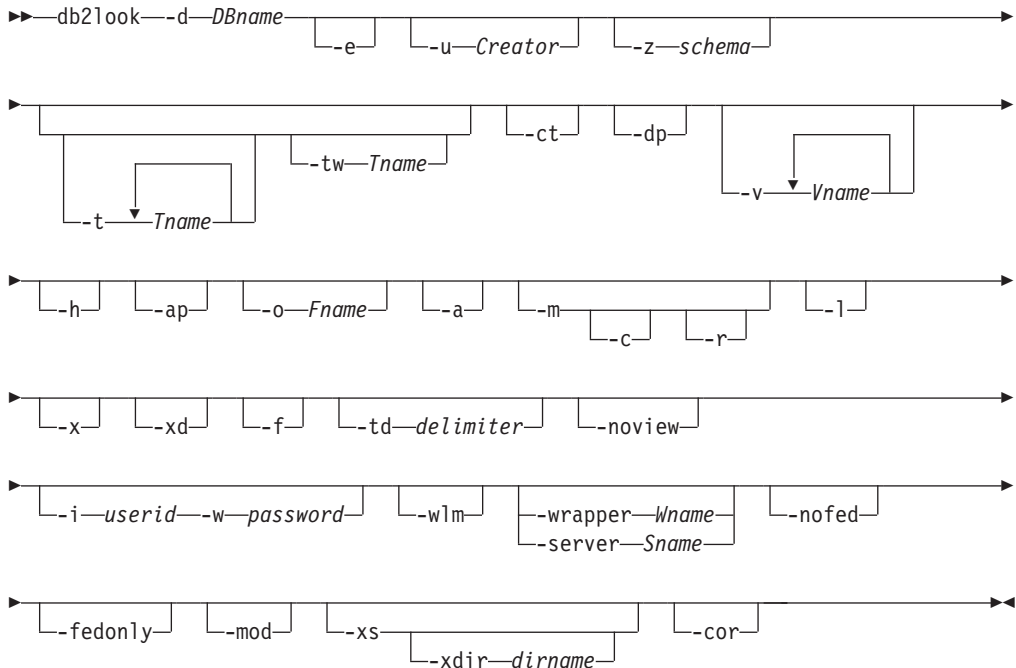 db2look -d DBname
-e
-u Creator
-z schema
-t Tname
-tw Tname
-ct
-dp
-v Vname
-h
-ap
-o Fname
-a
-m
-c
-r
-l
-x
-xd
-f
-td delimiter
-noview
-i userid -w password
-wlm
-wrapper Wname
-server Sname
-nofed
-fedonly
-mod
-xs
-xdir dirname
-cor